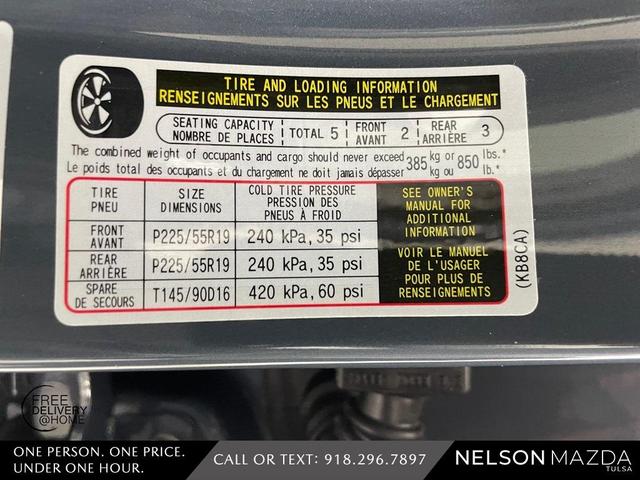 TIRE AND LOADING INFORMATION
RENSEIGNEMENTS SUR LES PNEUS ET LE CHARGEMENT
SEATING CAPACITY
NOMBRE DE PLACES
TOTAL 5
FRONT
AVANT
2
REAR
ARRIÈRE
3
The combined weight of occupants and cargo should never exceed
Le poids total des occupants et du chargement ne doit jamais dépasser
385
kg or
kg ou
850
lbs.*
lb.*
TIRE
PNEU
SIZE
DIMENSIONS
COLD TIRE PRESSURE
PRESSION DES
PNEUS À FROID
FRONT
AVANT
P225/55R19
240 kPa, 35 psi
REAR
ARRIÈRE
P225/55R19
240 kPa, 35 psi
SPARE
DE SECOURS
T145/90D16
420 kPa, 60 psi
SEE OWNER'S
MANUAL FOR
ADDITIONAL
INFORMATION
VOIR LE MANUEL
DE L'USAGER
POUR PLUS DE
RENSEIGNEMENTS
(KB8CA)
FREE
DELIVERY
@HOME
ONE PERSON. ONE PRICE.
UNDER ONE HOUR.
CALL OR TEXT: 918.296.7897
NELSON MAZDA
TULSA